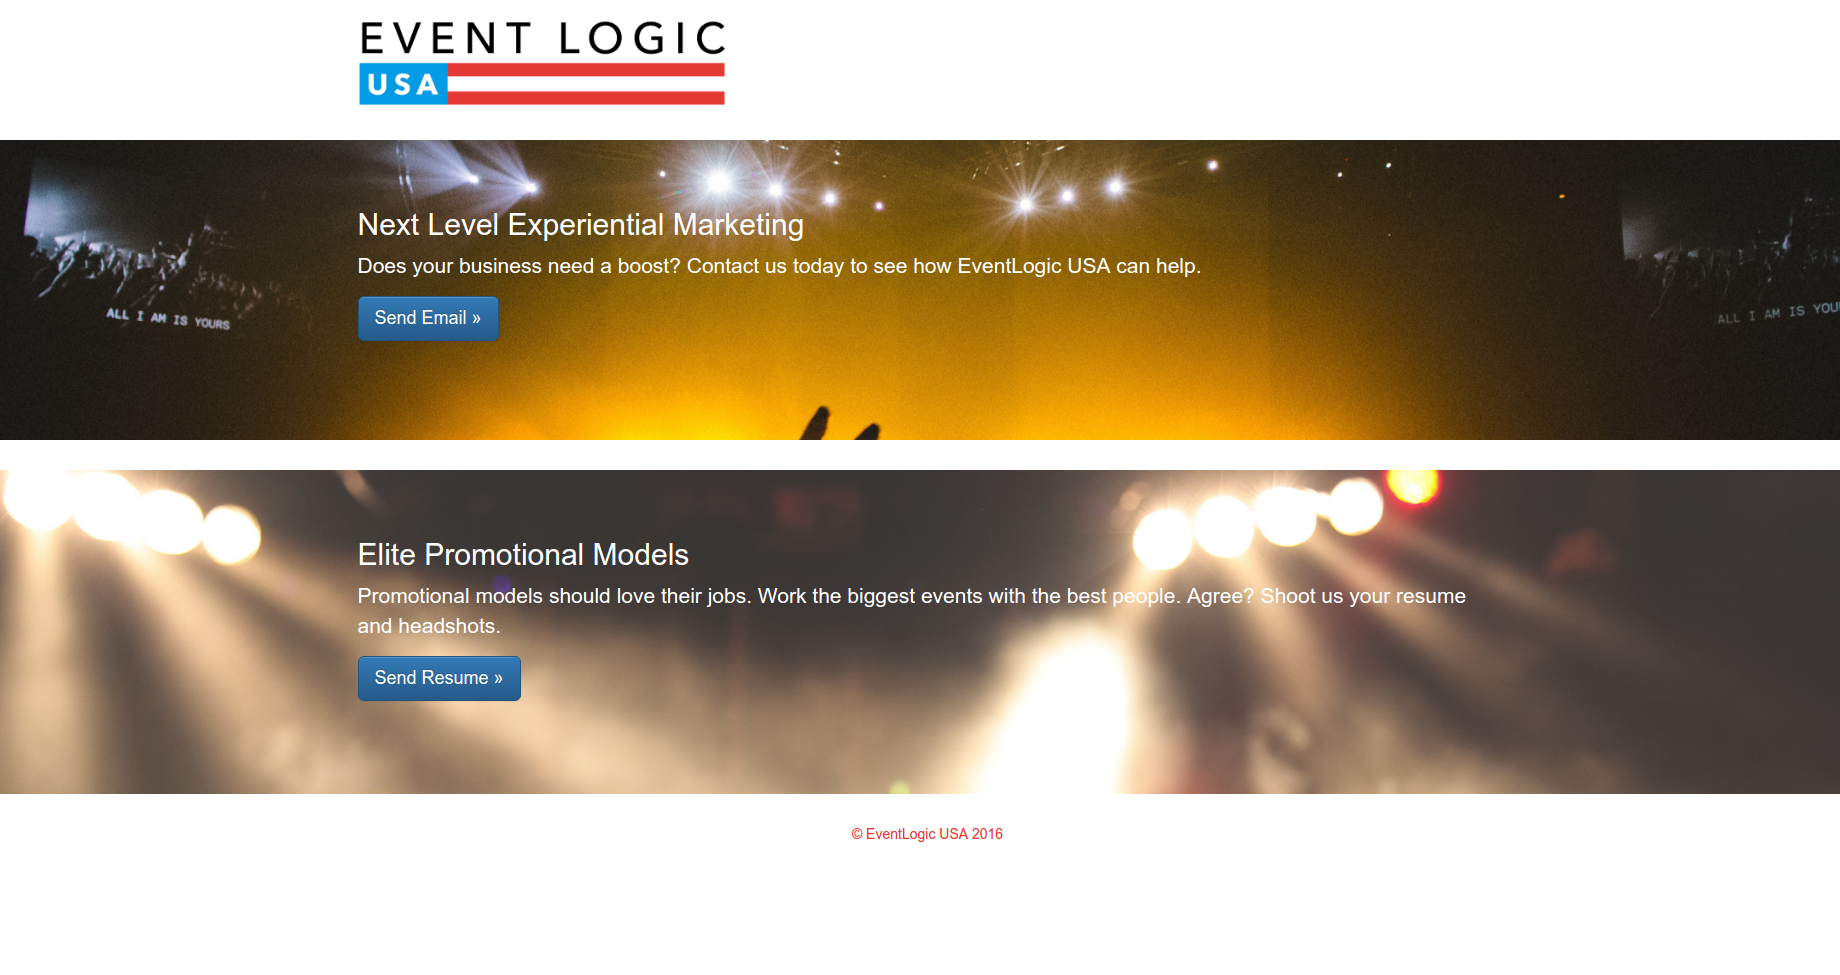 EVENT LOGIC
USA
Next Level Experiential Marketing
Does your business need a boost? Contact us today to see how EventLogic USA can help.
Send Email »
ALL I AM IS YOURS
ALL I AM IS YOU
Elite Promotional Models
Promotional models should love their jobs. Work the biggest events with the best people. Agree? Shoot us your resume
and headshots.
Send Resume »
© EventLogic USA 2016